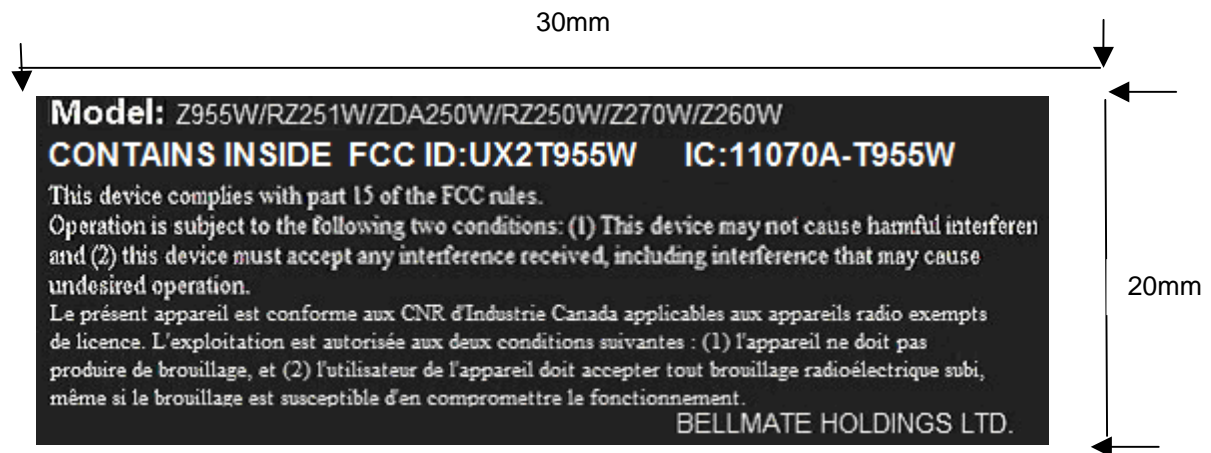 30mm
Model: Z955W/RZ251W/ZDA250W/RZ250W/Z270W/Z260W
CONTAINS INSIDE FCC ID:UX2T955W IC:11070A-T955W
This device complies with part 15 of the FCC rules.
Operation is subject to the following two conditions: (1) This device may not cause harmful interferen
and (2) this device must accept any interference received, including interference that may cause
undesired operation.
Le présent appareil est conforme aux CNR d'Industrie Canada applicables aux appareils radio exempts
de licence. L'exploitation est autorisée aux deux conditions suivantes : (1) l'appareil ne doit pas
produire de brouillage, et (2) l'utilisateur de l'appareil doit accepter tout brouillage radioélectrique subi,
même si le brouillage est susceptible d'en compromettre le fonctionnement.
BELLMATE HOLDINGS LTD.
20mm